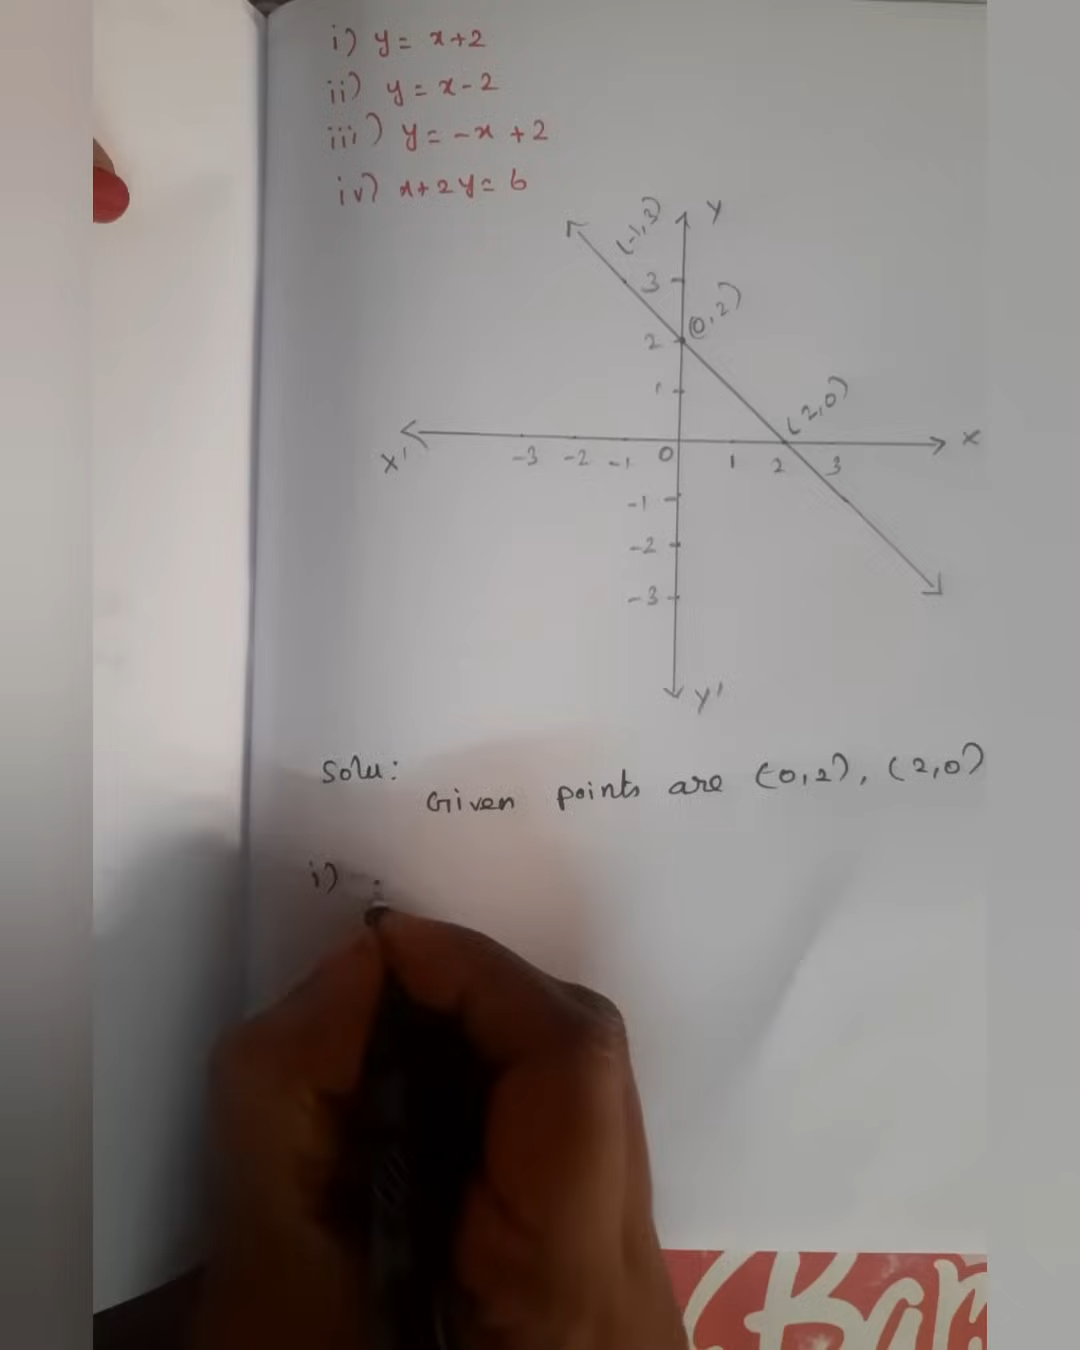 i) y = x+2
ii) y = x-2
iii) y = -x +2
iv) x+2y = 6
Y
(-1,3)
3
(0,2)
2
1
(2,0)
X' -3 -2 -1 0 1 2 3 X
-1
-2
-3
Y'
Solu:
Given points are (0,2), (2,0)
i)